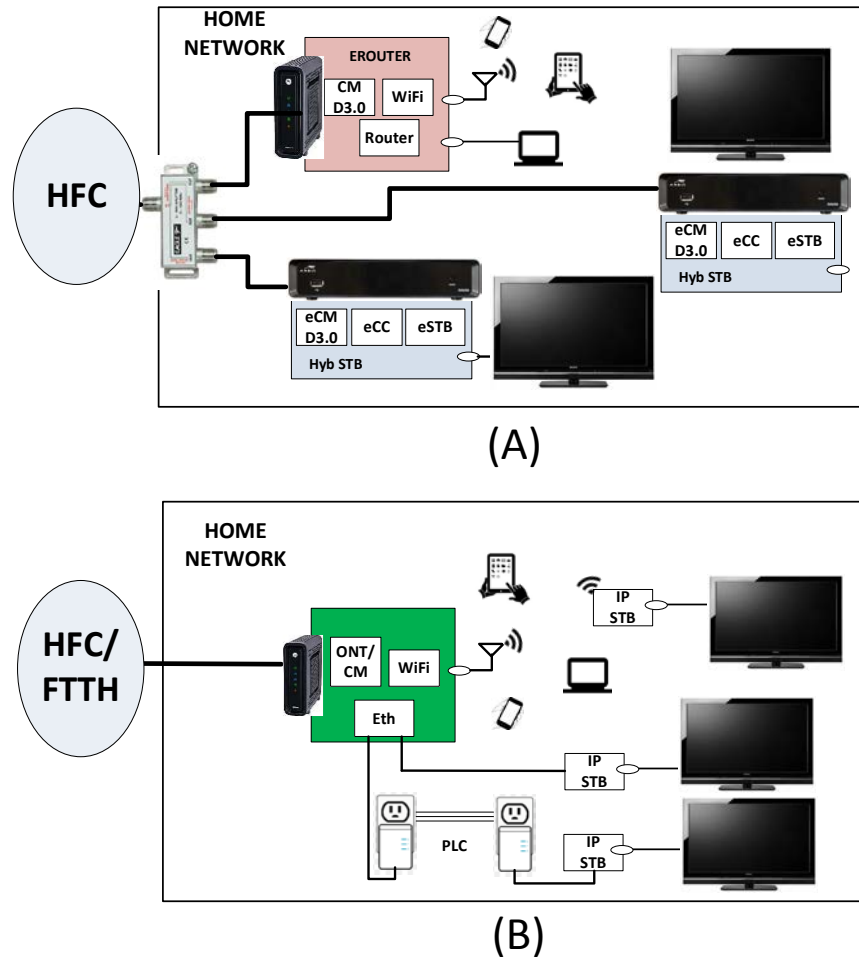 HOME
NETWORK
EROUTER
CM
D3.0
WiFi
Router
HFC
eCM
D3.0
eCC
eSTB
Hyb STB
eCM
D3.0
eCC
eSTB
Hyb STB
(A)
HOME
NETWORK
HFC/
FTTH
ONT/
CM
WiFi
Eth
IP
STB
IP
STB
PLC
IP
STB
(B)